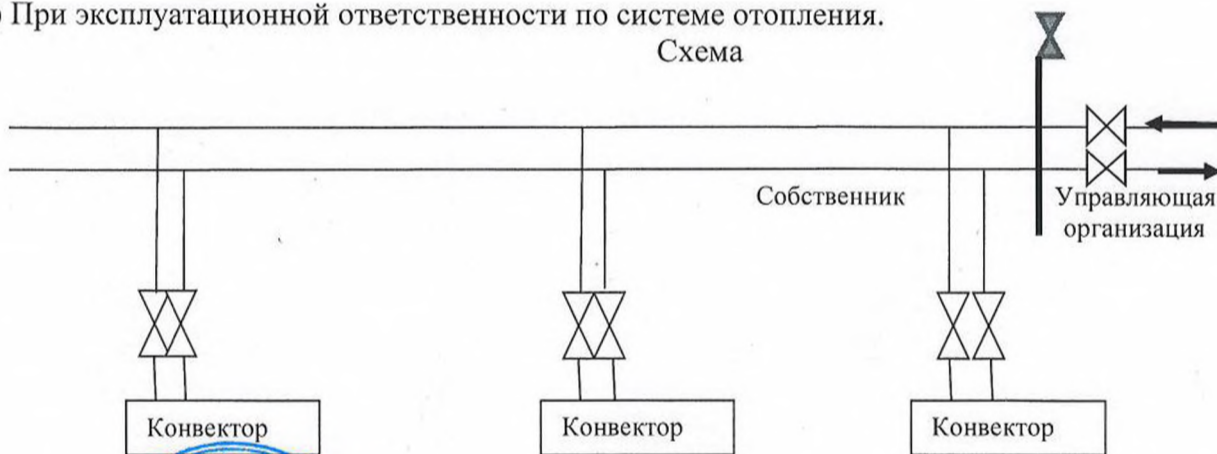 ) При эксплуатационной ответственности по системе отопления.
Схема
Собственник
Управляющая
организация
Конвектор
Конвектор
Конвектор